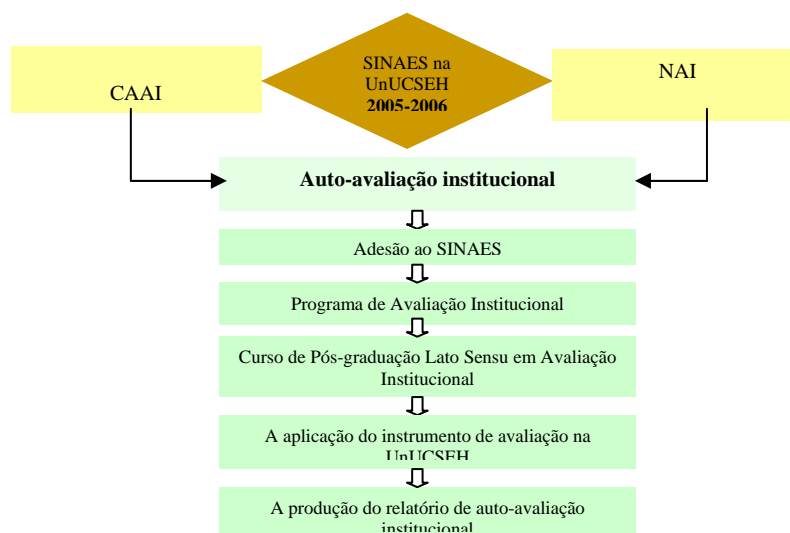 SINAES na
UnUCSEH
2005-2006
CAAI
NAI
Auto-avaliação institucional
Adesão ao SINAES
Programa de Avaliação Institucional
Curso de Pós-graduação Lato Sensu em Avaliação
Institucional
A aplicação do instrumento de avaliação na
UnUCSEH
A produção do relatório de auto-avaliação
institucional